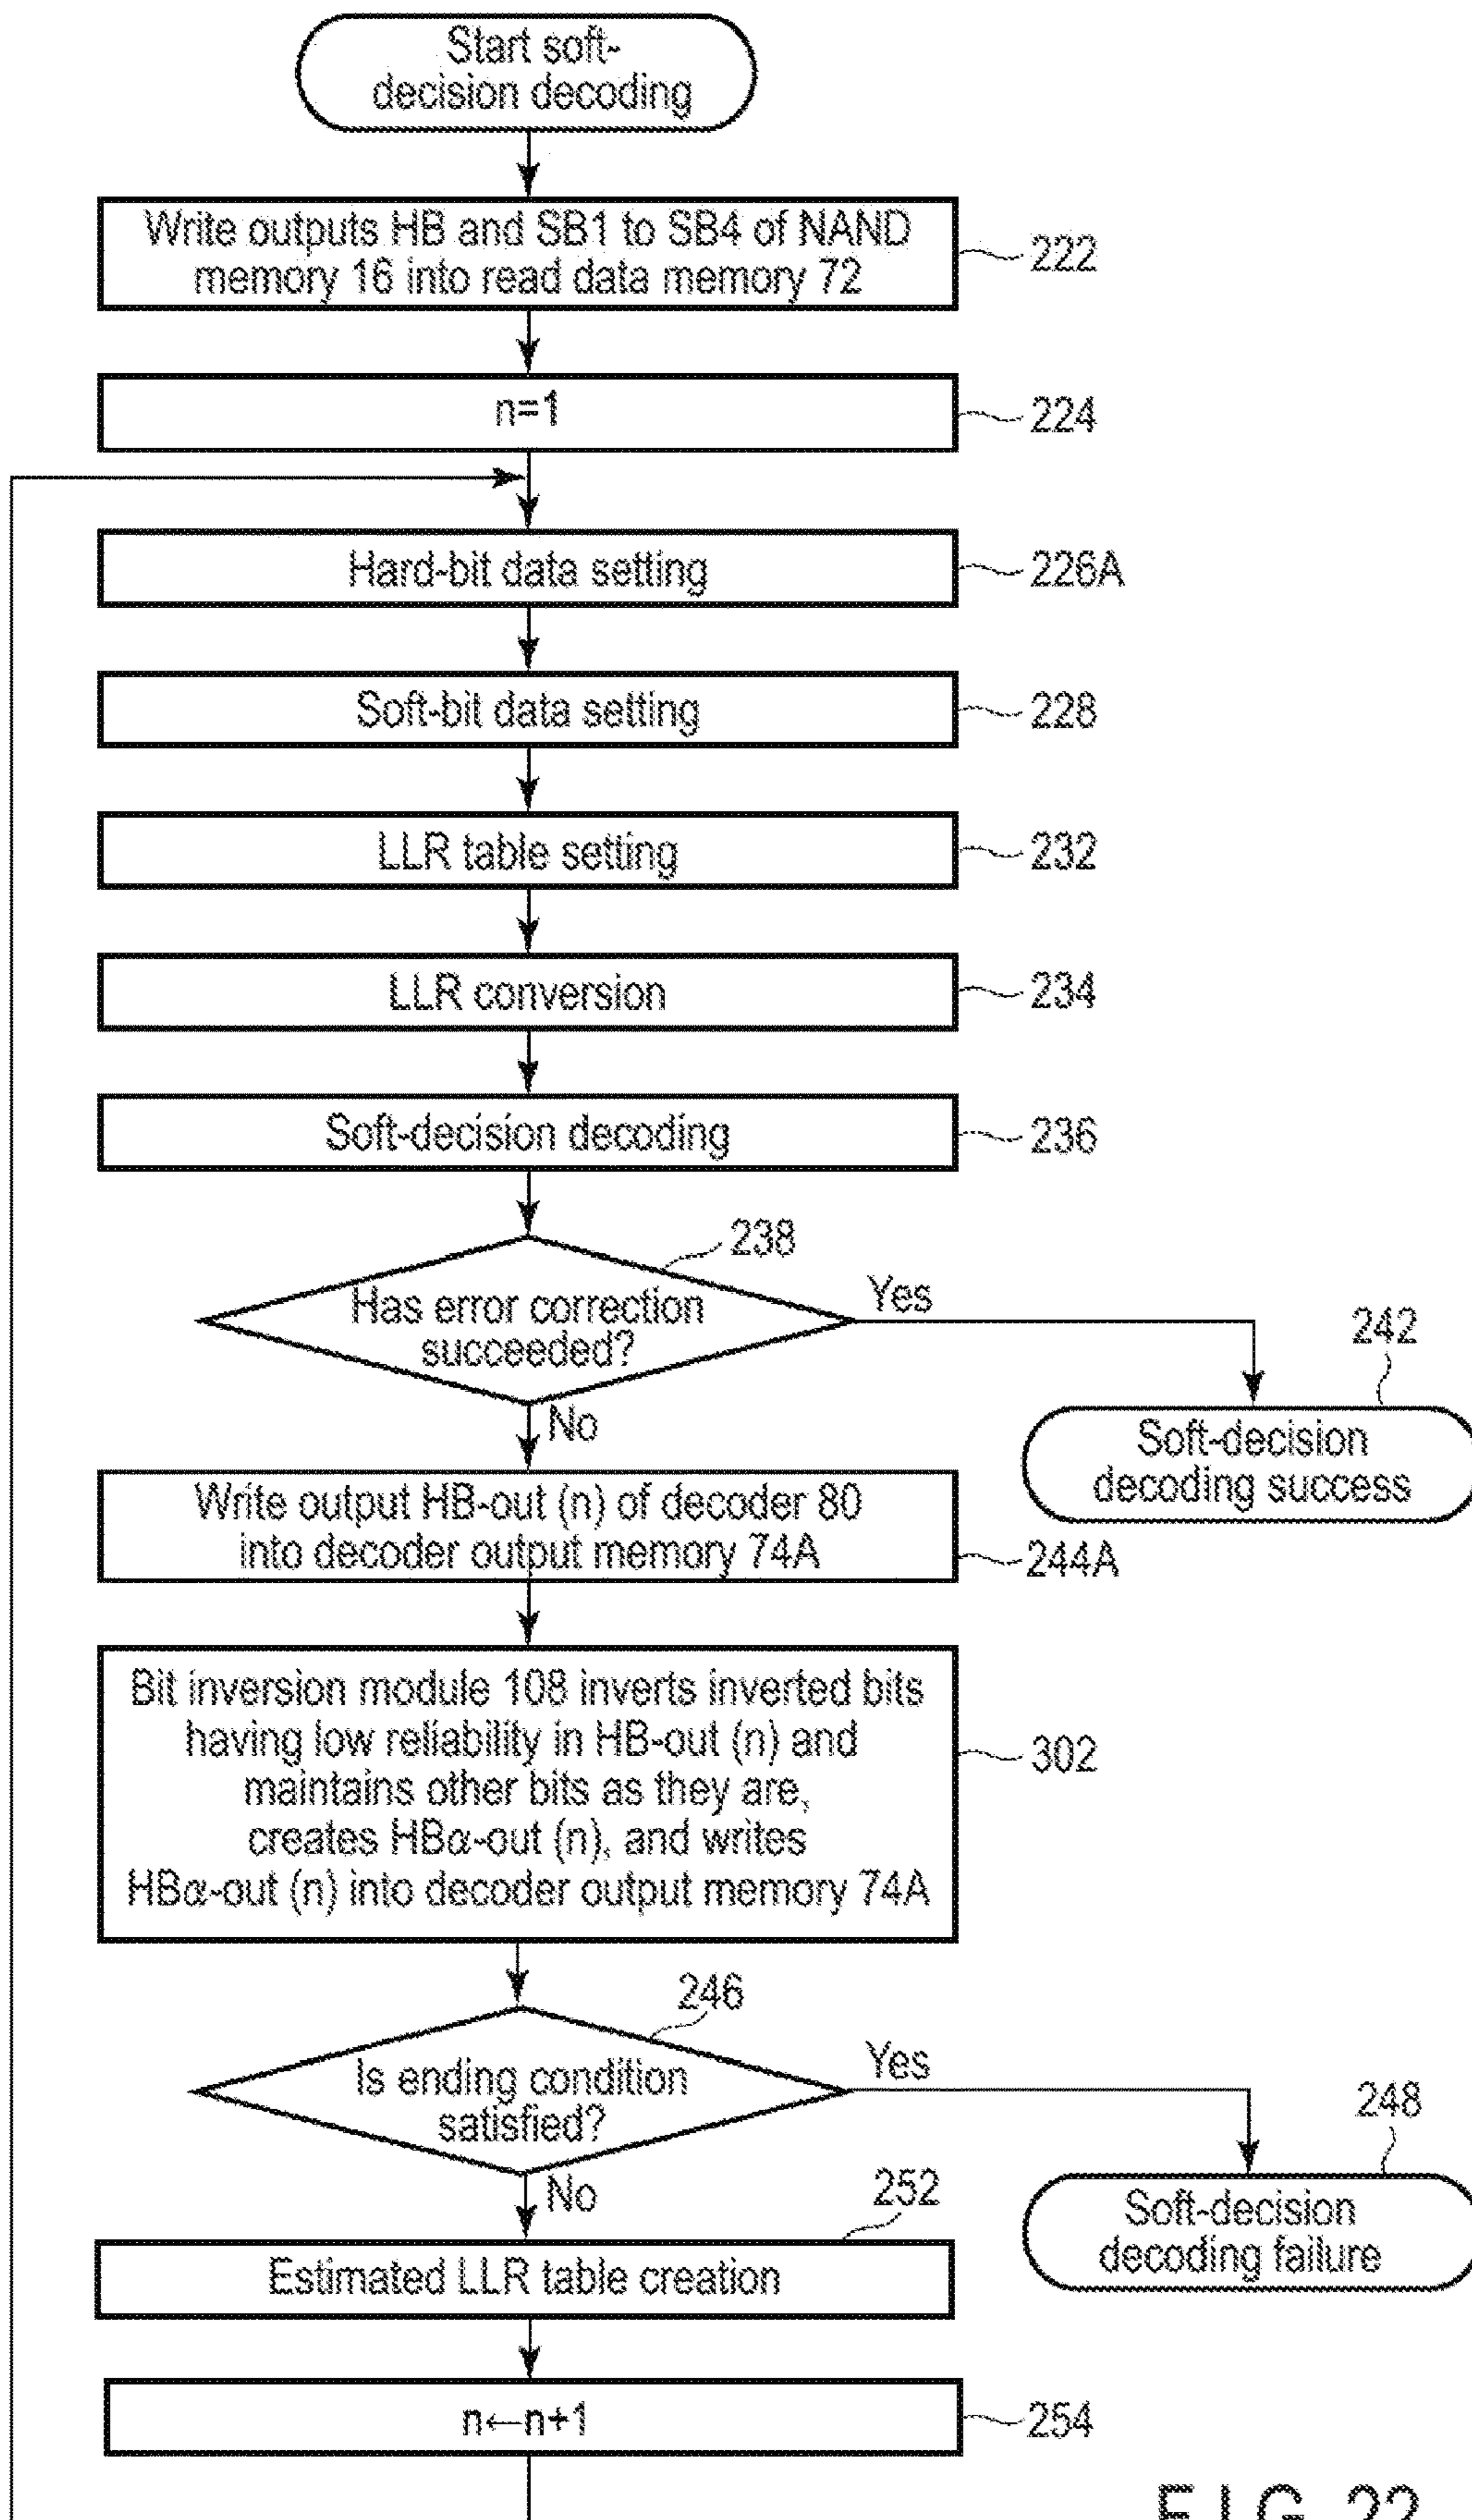 Start soft-
decision decoding
Write outputs HB and SB1 to SB4 of NAND
memory 16 into read data memory 72
222
n=1
224
Hard-bit data setting
226A
Soft-bit data setting
228
LLR table setting
232
LLR conversion
234
Soft-decision decoding
236
238
Has error correction
succeeded?
Yes
242
Soft-decision
decoding success
No
Write output HB-out (n) of decoder 80
into decoder output memory 74A
244A
Bit inversion module 108 inverts inverted bits
having low reliability in HB-out (n) and
maintains other bits as they are,
creates HBα-out (n), and writes
HBα-out (n) into decoder output memory 74A
302
246
Is ending condition
satisfied?
Yes
248
Soft-decision
decoding failure
No
252
Estimated LLR table creation
n←n+1
254
FIG. 22